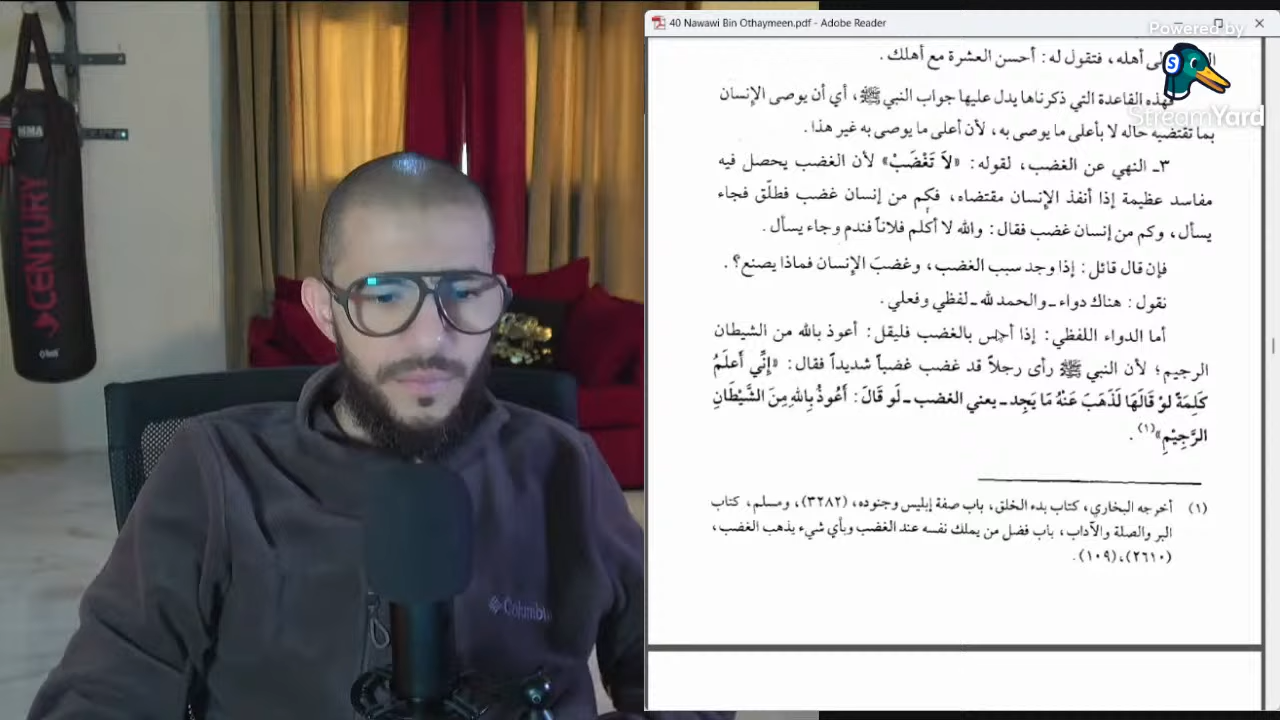 40 Nawawi Bin Othaymeen.pdf - Adobe Reader
Powered by
StreamYard
MMA
CENTURY
Columbia
لى أهله، فتقول له: أحسن العشرة مع أهلك.
فهذه القاعدة التي ذكرناها يدل عليها جواب النبي ﷺ، أي أن يوصى الإنسان
بما تقتضيه حاله لا بأعلى ما يوصى به، لأن أعلى ما يوصى به غير هذا.
٣ـ النهي عن الغضب، لقوله: «لاَ تَغْضَبْ» لأن الغضب يحصل فيه
مفاسد عظيمة إذا أنفذ الإنسان مقتضاه، فكم من إنسان غضب فطلّق فجاء
يسأل، وكم من إنسان غضب فقال: والله لا أكلم فلاناً فندم وجاء يسأل.
فإن قال قائل: إذا وجد سبب الغضب، وغضبَ الإنسان فماذا يصنع؟.
نقول: هناك دواء ـ والحمد لله ـ لفظي وفعلي.
أما الدواء اللفظي: إذا أحس بالغضب فليقل: أعوذ بالله من الشيطان
الرجيم؛ لأن النبي ﷺ رأى رجلاً قد غضب غضباً شديداً فقال: «إِنِّي أَعلَمُ
كَلِمَةً لَوْ قَالَهَا لَذَهَبَ عَنْهُ مَا يَجِد ـ يعني الغضب ـ لَو قَالَ: أَعُوذُ بِاللهِ مِنَ الشَّيْطَانِ
الرَّجِيْمِ»(١).
(١) أخرجه البخاري، كتاب بدء الخلق، باب صفة إبليس وجنوده، (٣٢٨٢)، ومسلم، كتاب
البر والصلة والآداب، باب فضل من يملك نفسه عند الغضب وبأي شيء يذهب الغضب،
(٢٦١٠)،(١٠٩).